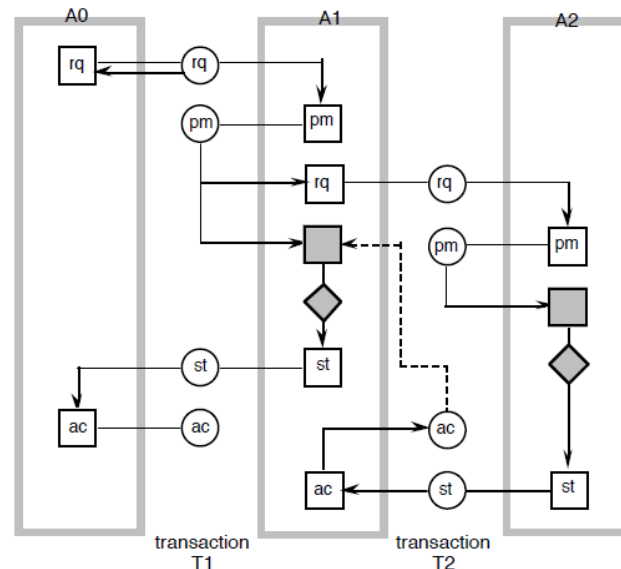 A0 A1 A2
rq rq rq
pm pm
rq rq
pm pm
st st
ac ac ac
ac st st
transaction transaction
T1 T2